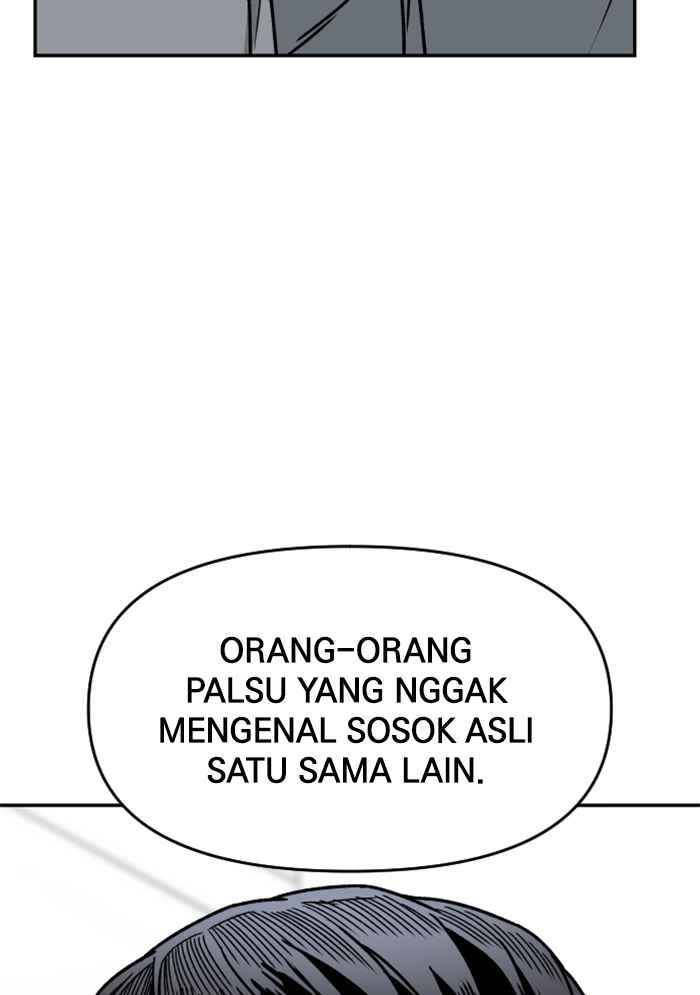 ORANG-ORANG
PALSU YANG NGGAK
MENGENAL SOSOK ASLI
SATU SAMA LAIN.